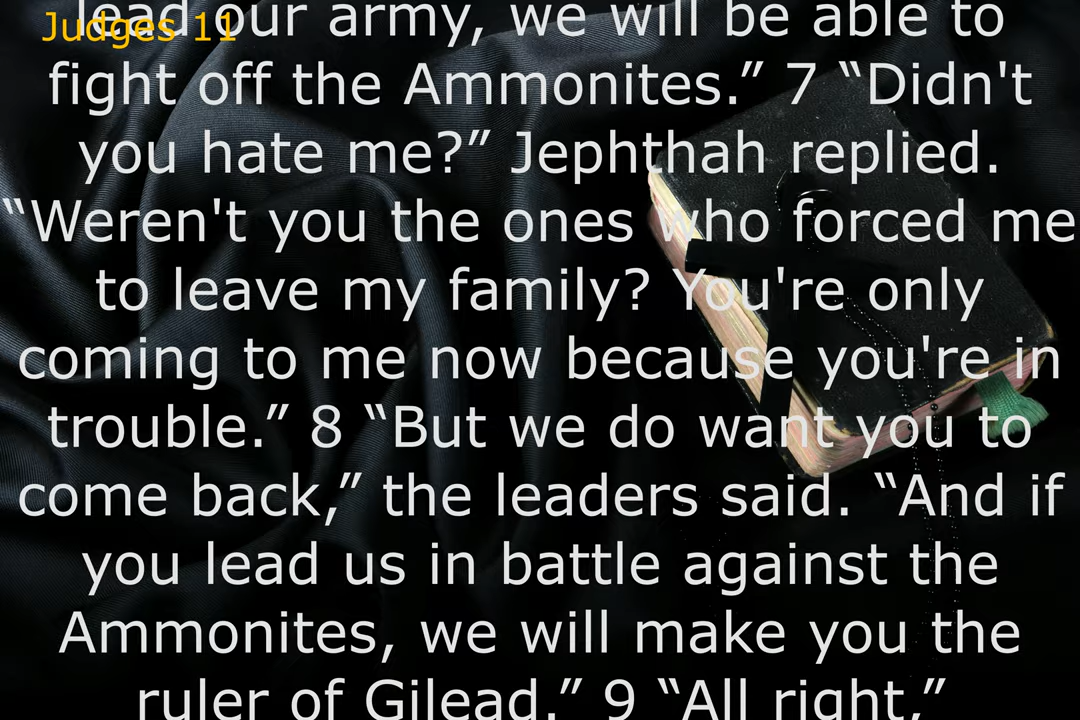 Judges 11
lead our army, we will be able to
fight off the Ammonites.” 7 “Didn't
you hate me?” Jephthah replied.
“Weren't you the ones who forced me
to leave my family? You're only
coming to me now because you're in
trouble.” 8 “But we do want you to
come back,” the leaders said. “And if
you lead us in battle against the
Ammonites, we will make you the
ruler of Gilead.” 9 “All right,”